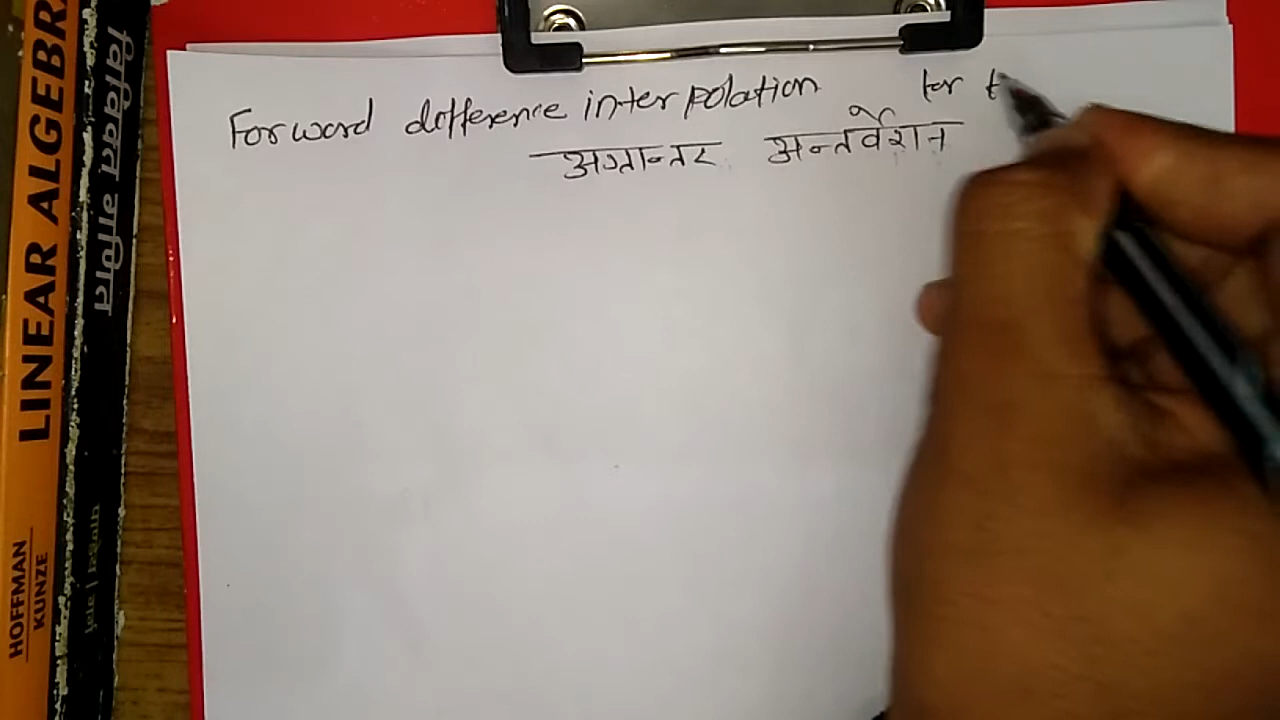 LINEAR ALGEBRA
HOFFMAN
KUNZE
विविक्त गणित
Forward difference interpolation for t
अग्रान्तर अन्तर्वेशन